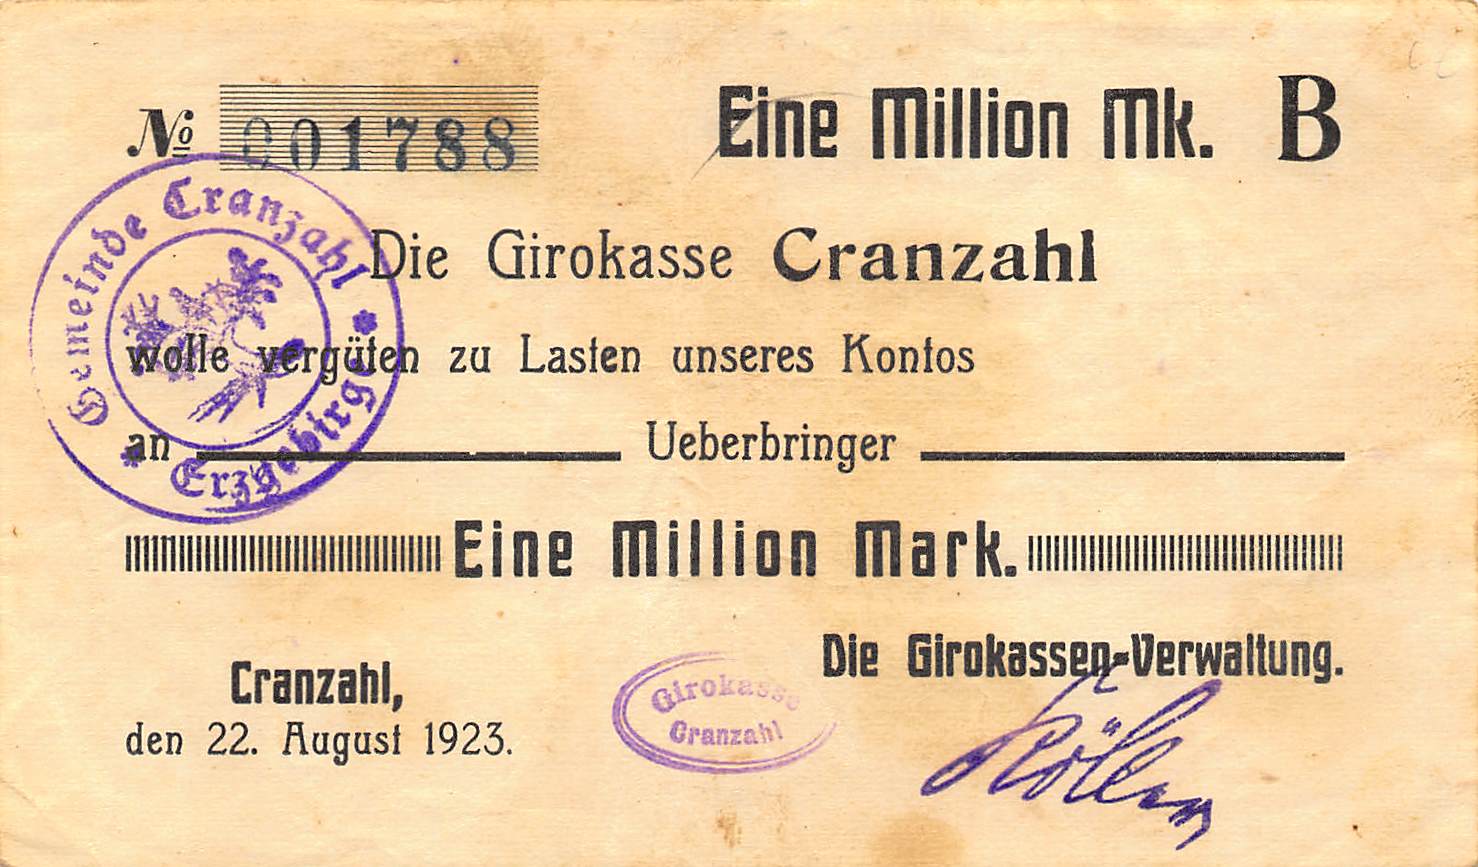 No 001788
Eine Million Mk. B
Die Girokasse Cranzahl
wolle vergüten zu Lasten unseres Kontos
an Ueberbringer
Eine Million Mark.
Die Girokassen-Verwaltung.
Cranzahl,
den 22. August 1923.
Gemeinde Cranzahl
* Erzgebirge *
Girokasse
Cranzahl